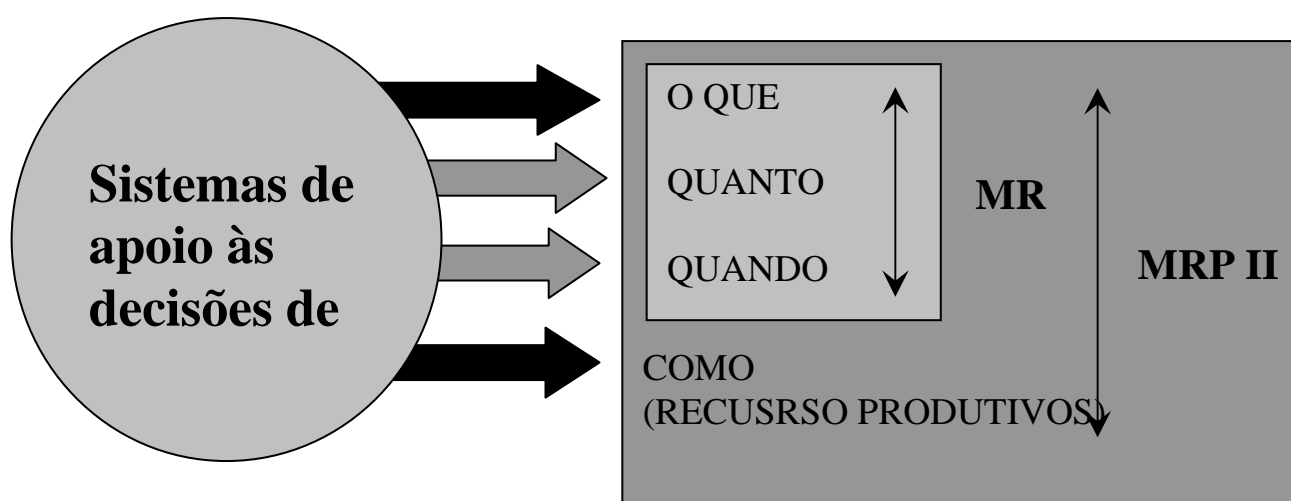 Sistemas de
apoio às
decisões de
O QUE
QUANTO
QUANDO
MR
MRP II
COMO
(RECUSRSO PRODUTIVOS)